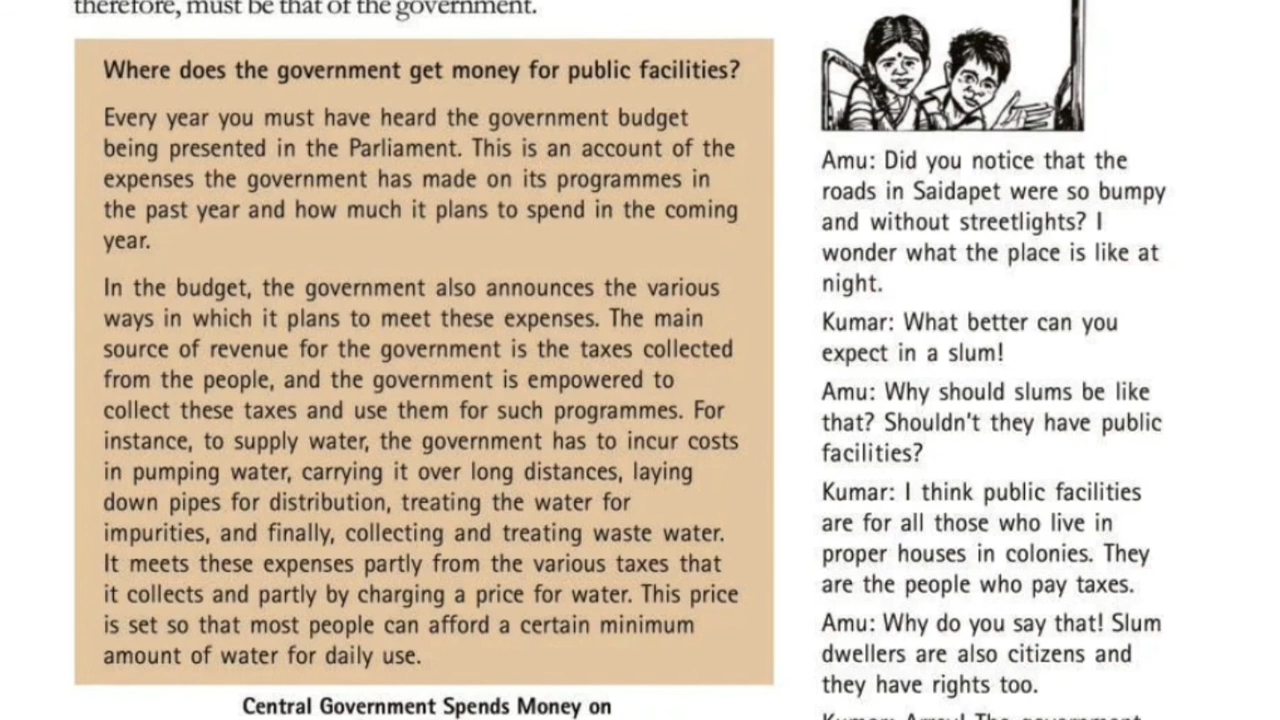 therefore, must be that of the government.
Where does the government get money for public facilities?
Every year you must have heard the government budget
being presented in the Parliament. This is an account of the
expenses the government has made on its programmes in
the past year and how much it plans to spend in the coming
year.
In the budget, the government also announces the various
ways in which it plans to meet these expenses. The main
source of revenue for the government is the taxes collected
from the people, and the government is empowered to
collect these taxes and use them for such programmes. For
instance, to supply water, the government has to incur costs
in pumping water, carrying it over long distances, laying
down pipes for distribution, treating the water for
impurities, and finally, collecting and treating waste water.
It meets these expenses partly from the various taxes that
it collects and partly by charging a price for water. This price
is set so that most people can afford a certain minimum
amount of water for daily use.
Central Government Spends Money on
Amu: Did you notice that the
roads in Saidapet were so bumpy
and without streetlights? I
wonder what the place is like at
night.
Kumar: What better can you
expect in a slum!
Amu: Why should slums be like
that? Shouldn't they have public
facilities?
Kumar: I think public facilities
are for all those who live in
proper houses in colonies. They
are the people who pay taxes.
Amu: Why do you say that! Slum
dwellers are also citizens and
they have rights too.
Kumar: Arrey! The government